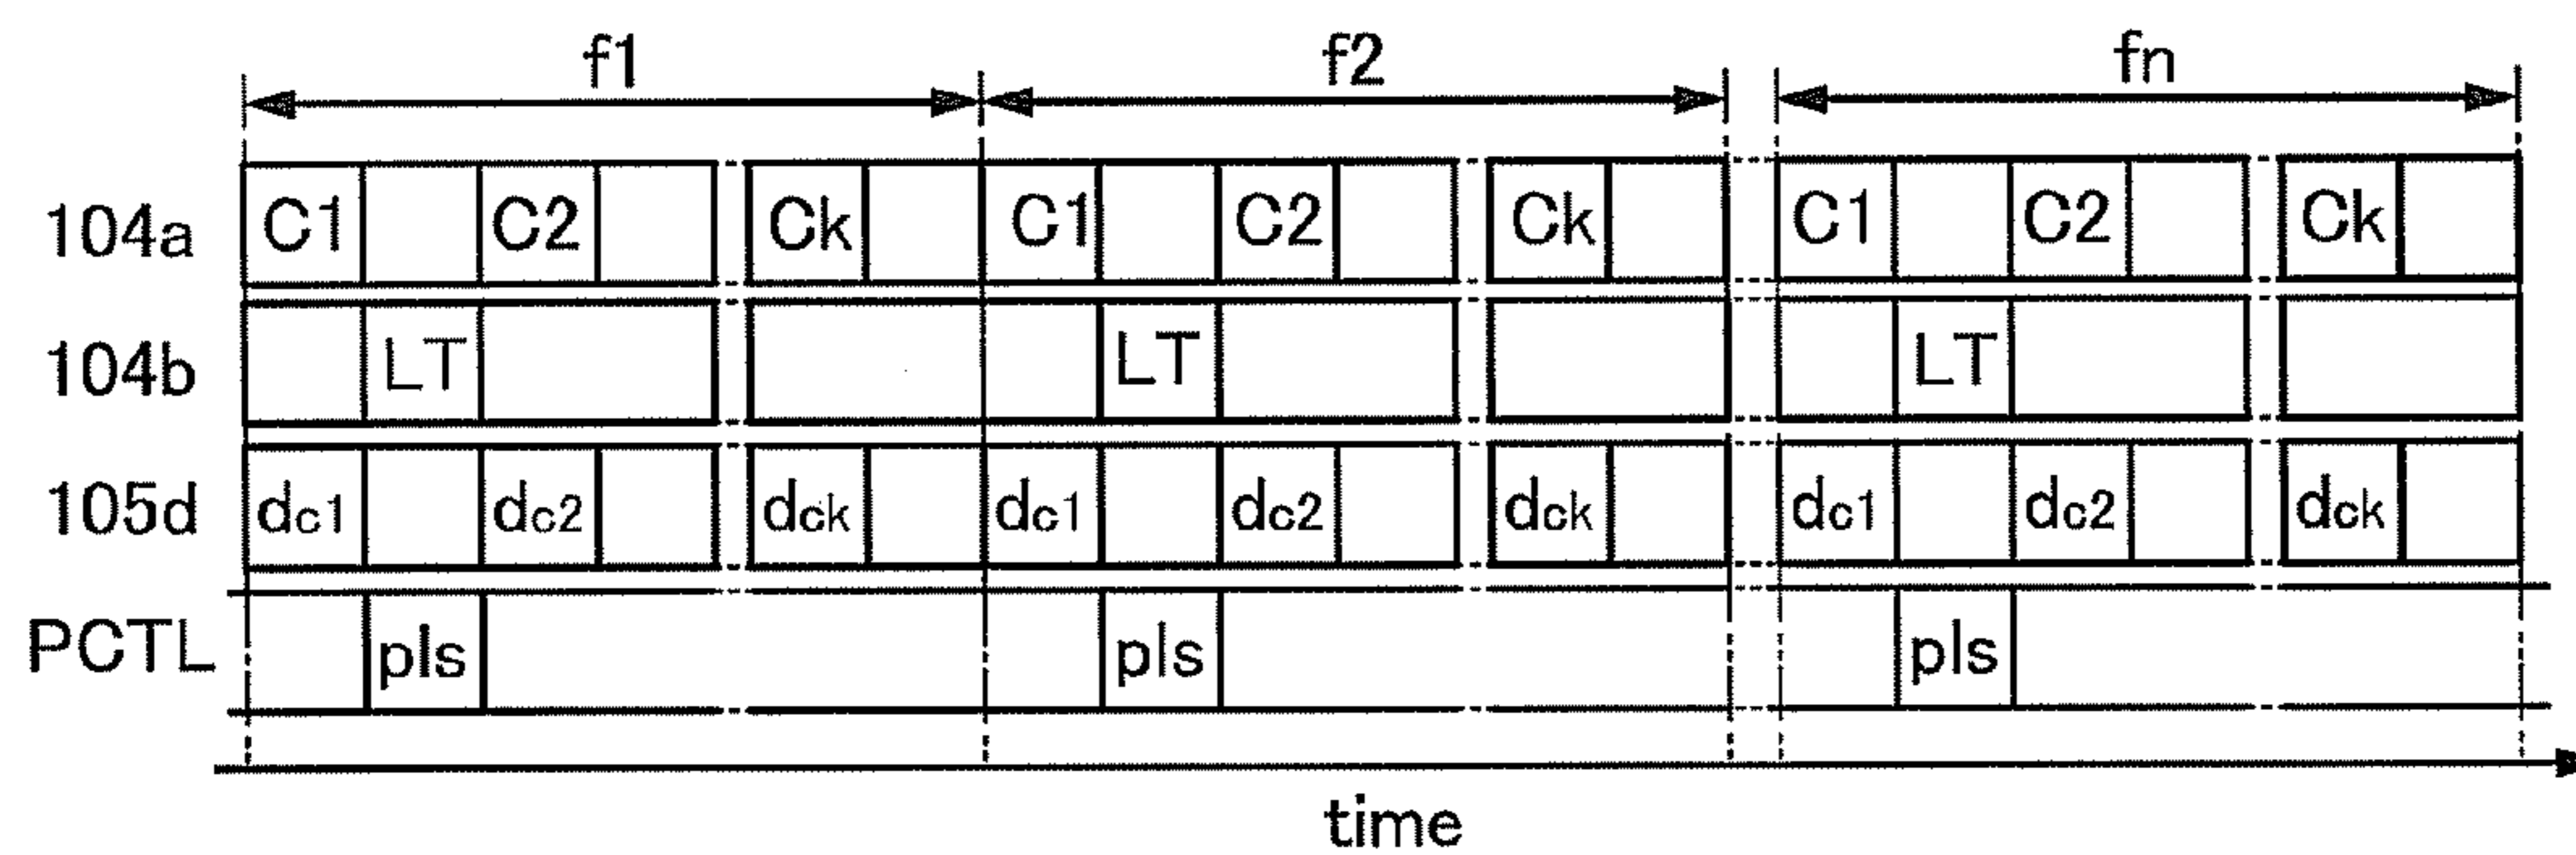 f1 f2 fn
104a C1 C2 Ck C1 C2 Ck C1 C2 Ck
104b LT LT LT
105d dc1 dc2 dck dc1 dc2 dck dc1 dc2 dck
PCTL pls pls pls
time